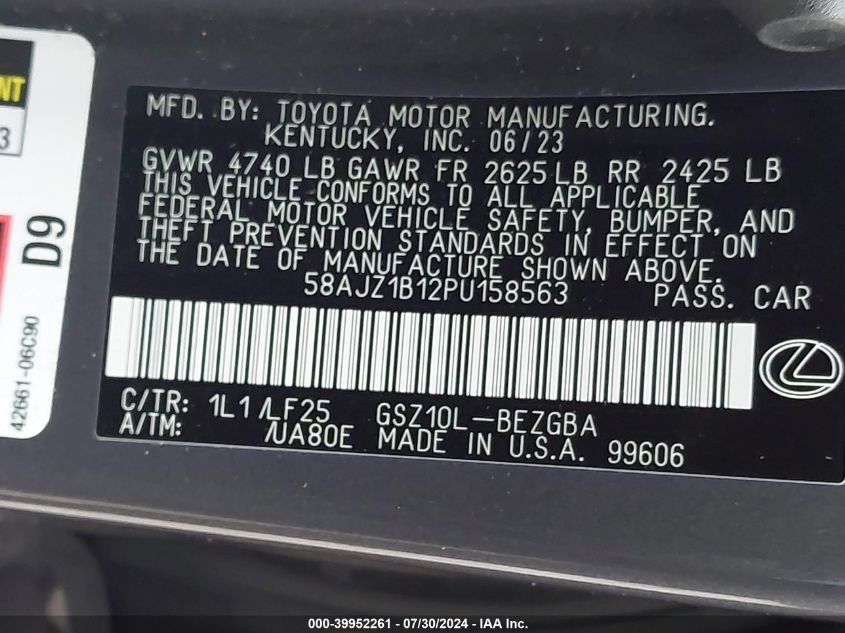 NT
3
D9
42661-06C90
MFD. BY: TOYOTA MOTOR MANUFACTURING.
KENTUCKY, INC. 06/23
GVWR 4740 LB GAWR FR 2625 LB RR 2425 LB
THIS VEHICLE CONFORMS TO ALL APPLICABLE
FEDERAL MOTOR VEHICLE SAFETY, BUMPER, AND
THEFT PREVENTION STANDARDS IN EFFECT ON
THE DATE OF MANUFACTURE SHOWN ABOVE.
58AJZ1B12PU158563 PASS. CAR
C/TR: 1L1 /LF25 GSZ10L-BEZGBA
A/TM: /UA80E MADE IN U.S.A. 99606
000-39952261 - 07/30/2024 - IAA Inc.